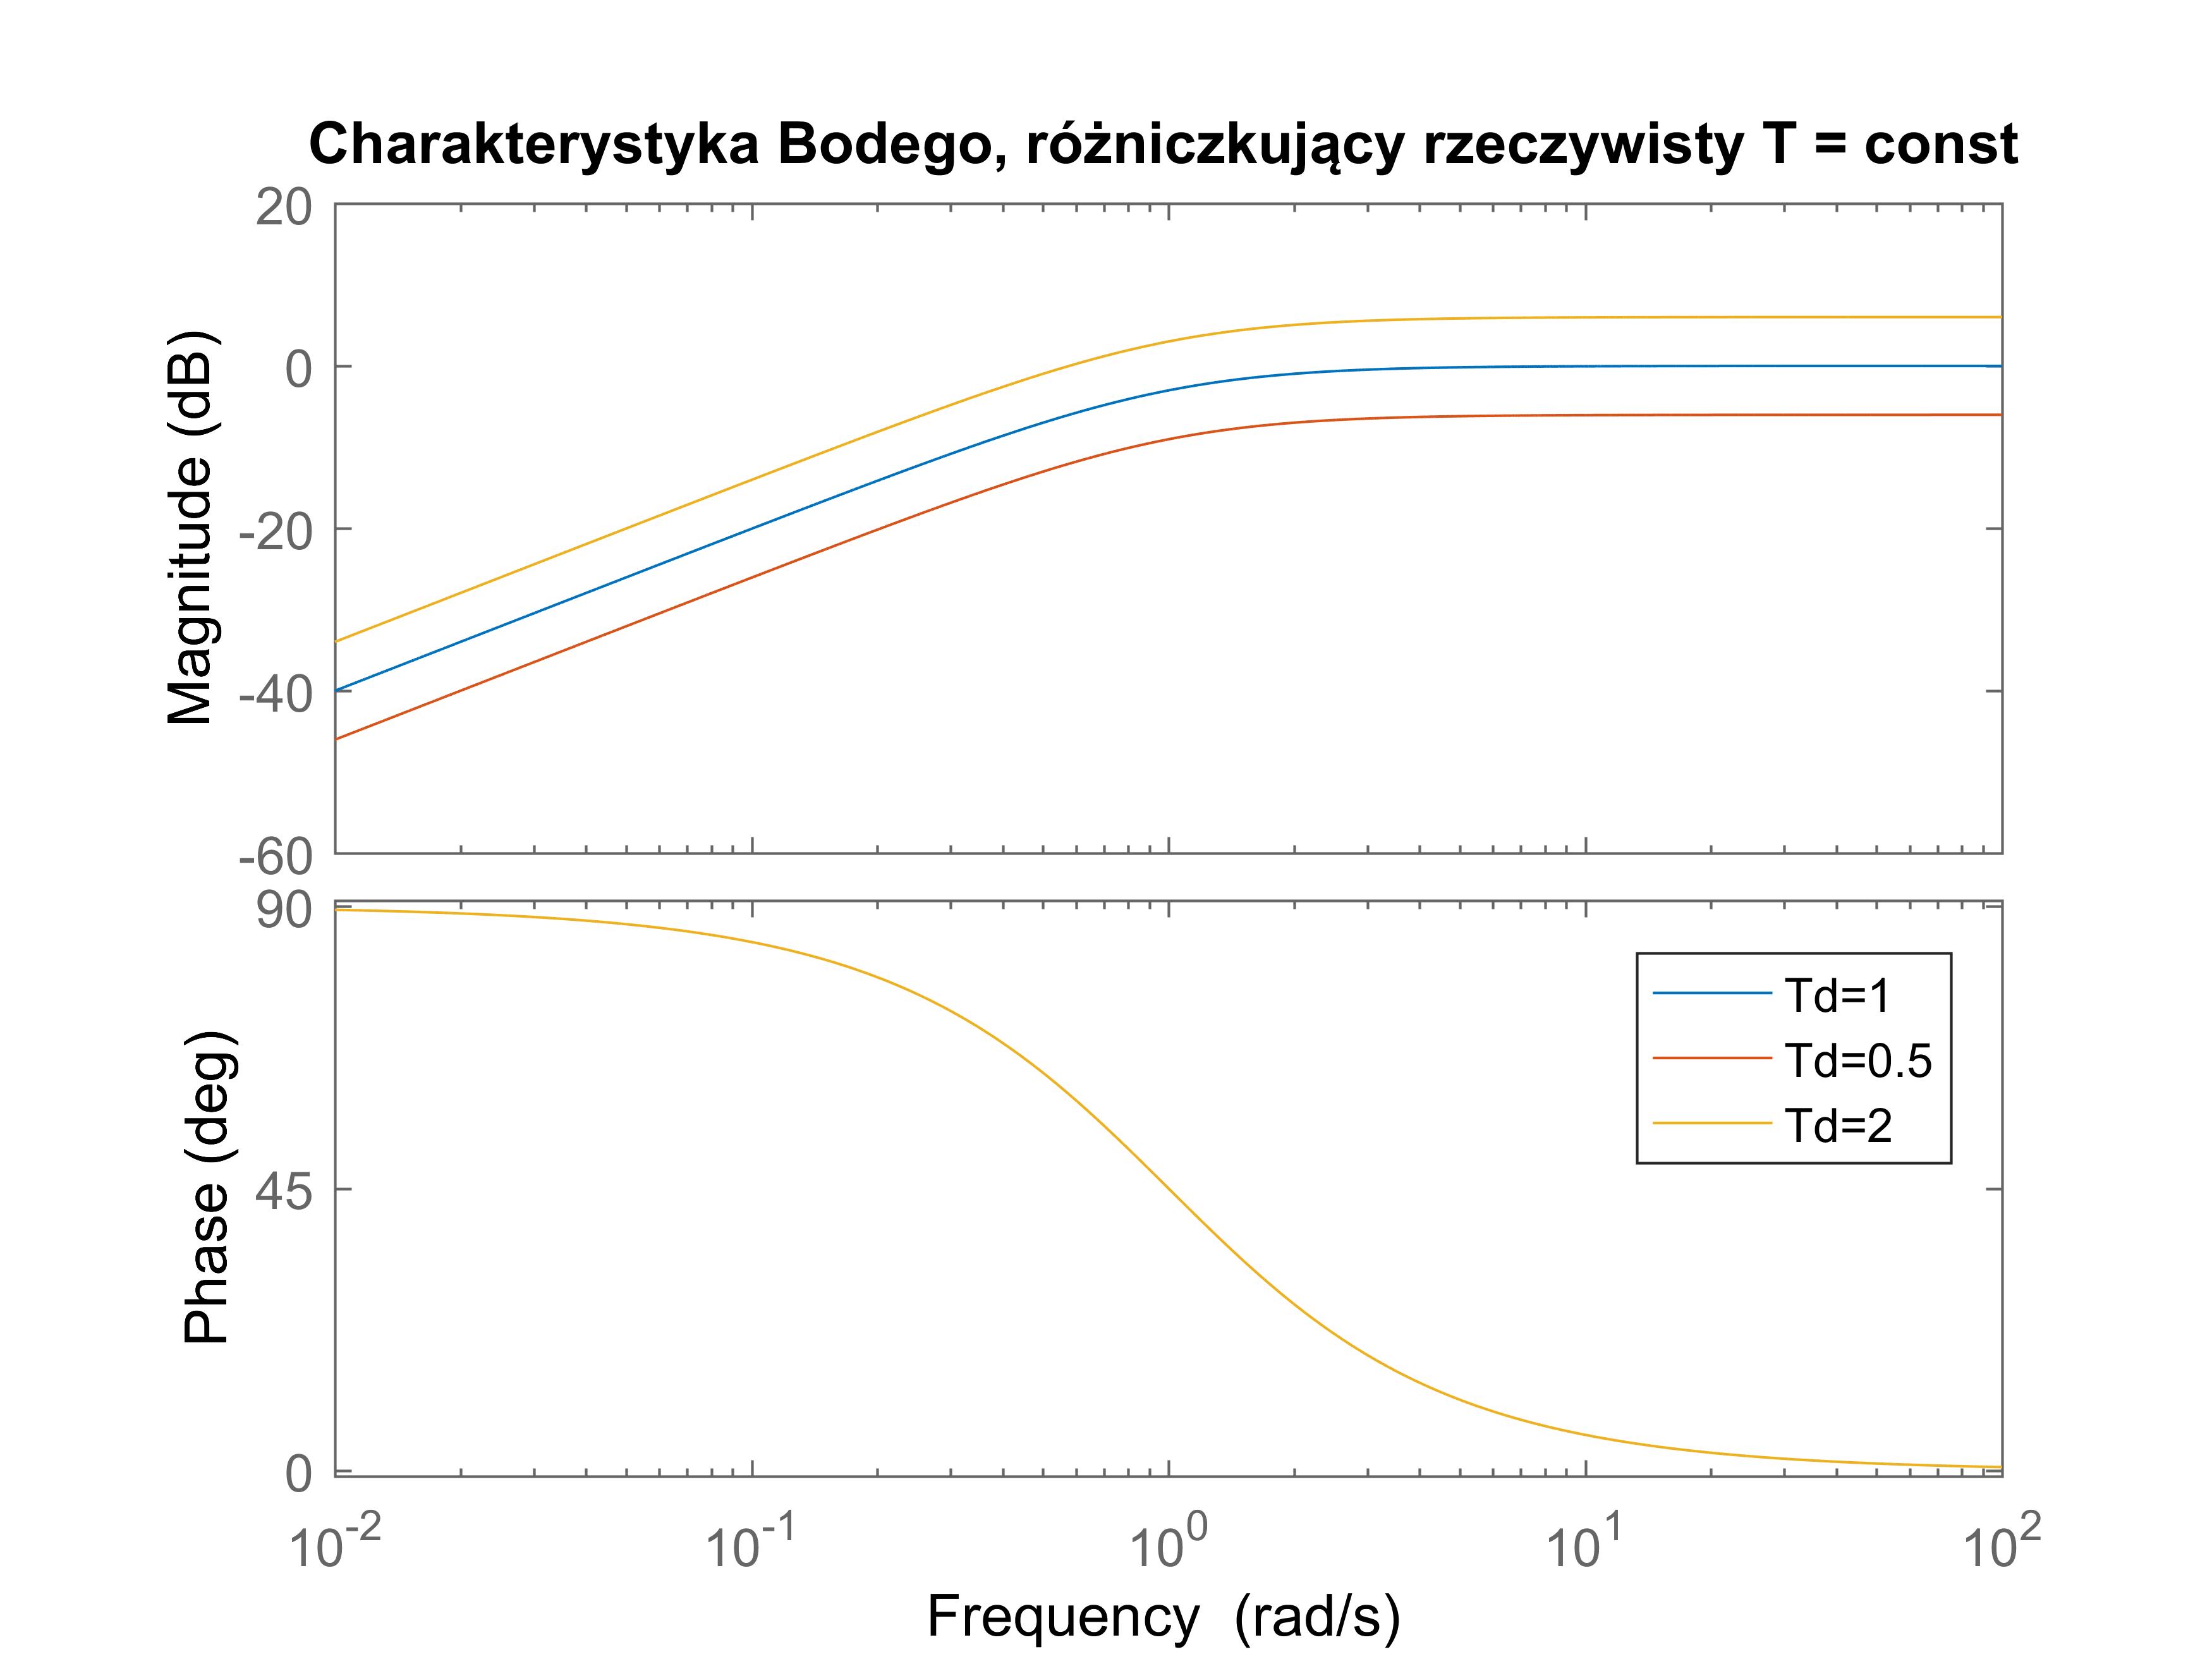 Charakterystyka Bodego, różniczkujący rzeczywisty T = const
Magnitude (dB)
20
0
-20
-40
-60
Phase (deg)
90
45
0
Td=1
Td=0.5
Td=2
10^-2
10^-1
10^0
10^1
10^2
Frequency (rad/s)